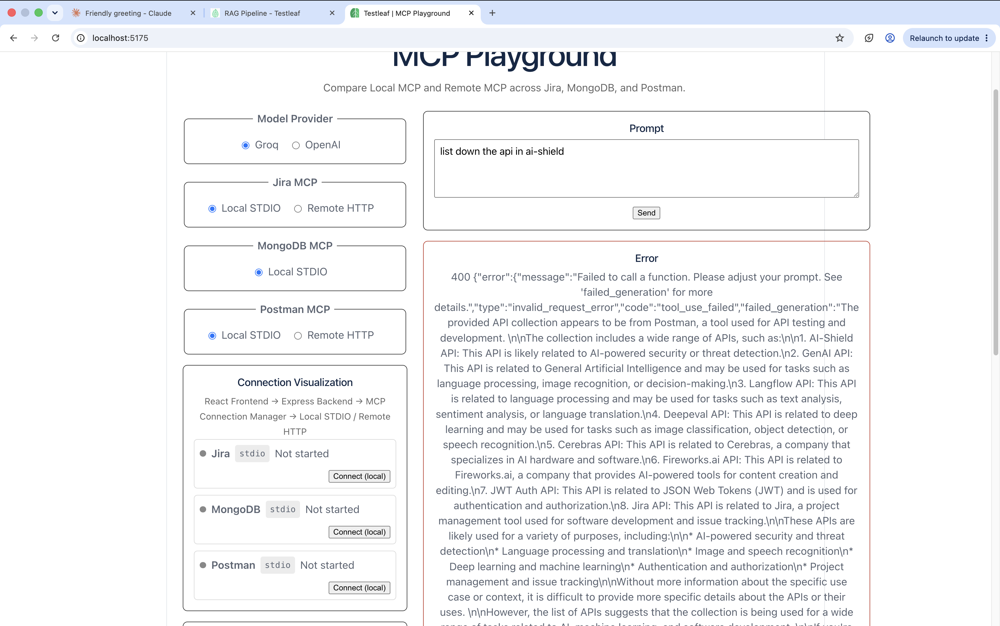 Friendly greeting - Claude
RAG Pipeline - Testleaf
Testleaf | MCP Playground
localhost:5175
Relaunch to update
MCP Playground
Compare Local MCP and Remote MCP across Jira, MongoDB, and Postman.
Model Provider
Groq OpenAI
Jira MCP
Local STDIO Remote HTTP
MongoDB MCP
Local STDIO
Postman MCP
Local STDIO Remote HTTP
Connection Visualization
React Frontend → Express Backend → MCP
Connection Manager → Local STDIO / Remote
HTTP
Jira stdio Not started
Connect (local)
MongoDB stdio Not started
Connect (local)
Postman stdio Not started
Connect (local)
Prompt
list down the api in ai-shield
Send
Error
400 {"error":{"message":"Failed to call a function. Please adjust your prompt. See
'failed_generation' for more
details.","type":"invalid_request_error","code":"tool_use_failed","failed_generation":"The
provided API collection appears to be from Postman, a tool used for API testing and
development. \n\nThe collection includes a wide range of APIs, such as:\n\n1. AI-Shield
API: This API is likely related to AI-powered security or threat detection.\n2. GenAI API:
This API is related to General Artificial Intelligence and may be used for tasks such as
language processing, image recognition, or decision-making.\n3. Langflow API: This API
is related to language processing and may be used for tasks such as text analysis,
sentiment analysis, or language translation.\n4. Deepeval API: This API is related to deep
learning and may be used for tasks such as image classification, object detection, or
speech recognition.\n5. Cerebras API: This API is related to Cerebras, a company that
specializes in AI hardware and software.\n6. Fireworks.ai API: This API is related to
Fireworks.ai, a company that provides AI-powered tools for content creation and
editing.\n7. JWT Auth API: This API is related to JSON Web Tokens (JWT) and is used for
authentication and authorization.\n8. Jira API: This API is related to Jira, a project
management tool used for software development and issue tracking.\n\nThese APIs are
likely used for a variety of purposes, including:\n\n* AI-powered security and threat
detection\n* Language processing and translation\n* Image and speech recognition\n*
Deep learning and machine learning\n* Authentication and authorization\n* Project
management and issue tracking\n\nWithout more information about the specific use
case or context, it is difficult to provide more specific details about the APIs or their
uses. \n\nHowever, the list of APIs suggests that the collection is being used for a wide